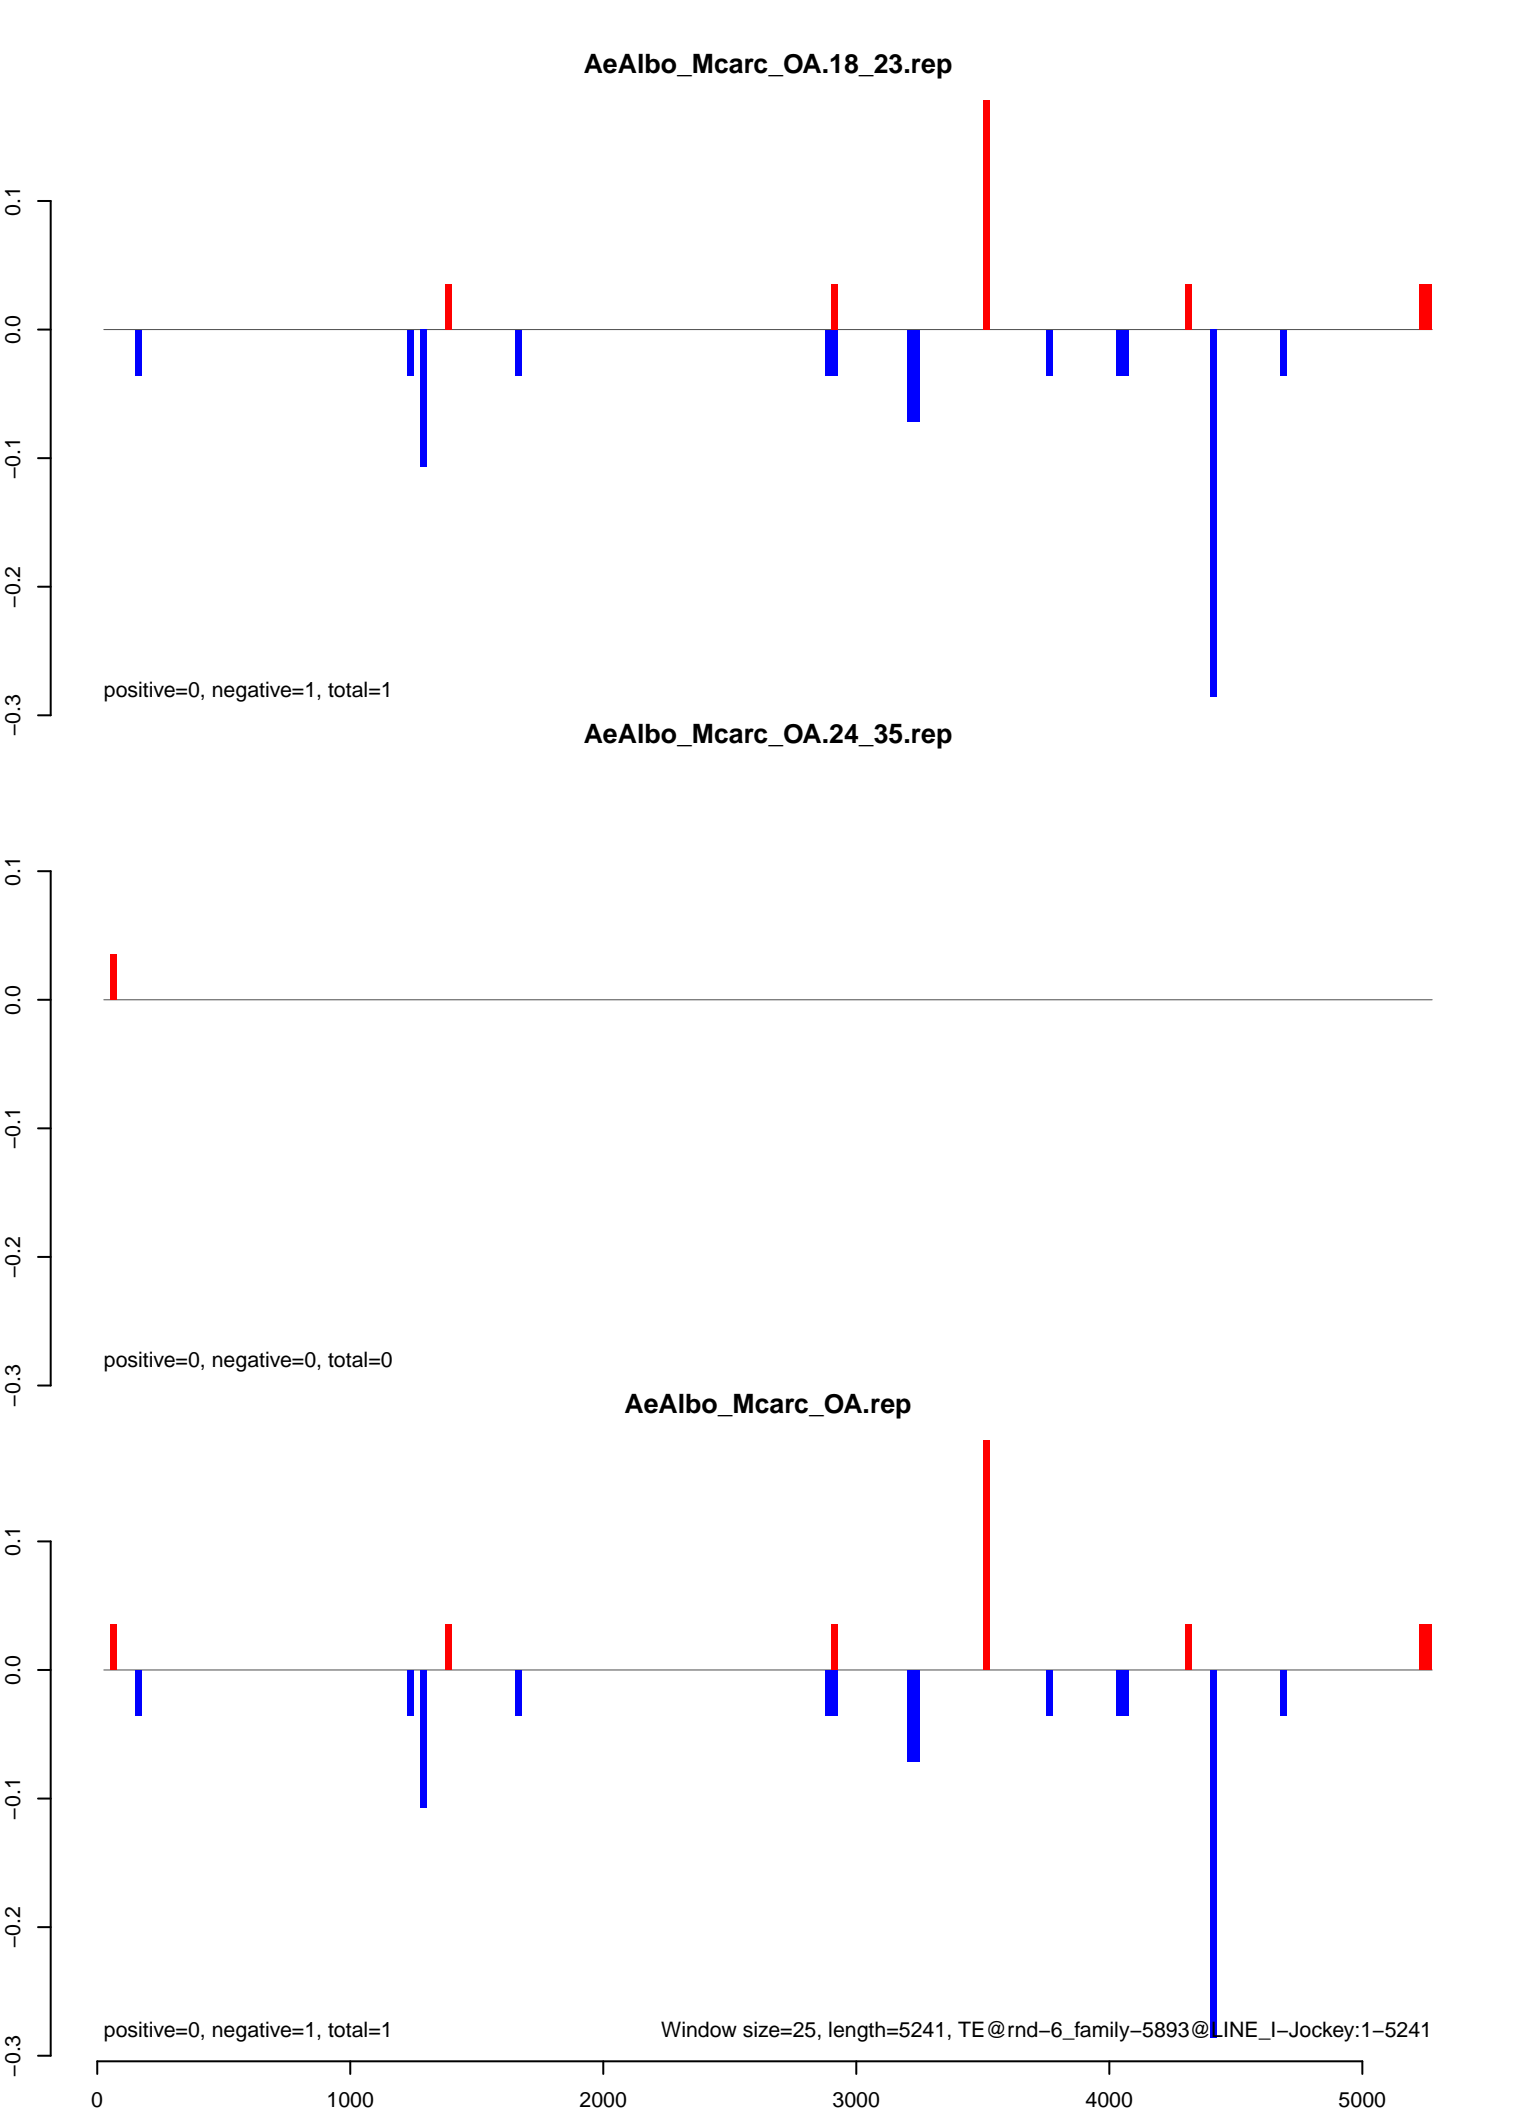 AeAlbo_Mcarc_OA.18_23.rep
0.1
0.0
−0.1
−0.2
−0.3
positive=0, negative=1, total=1
AeAlbo_Mcarc_OA.24_35.rep
0.1
0.0
−0.1
−0.2
−0.3
positive=0, negative=0, total=0
AeAlbo_Mcarc_OA.rep
0.1
0.0
−0.1
−0.2
−0.3
positive=0, negative=1, total=1
Window size=25, length=5241, TE@rnd−6_family−5893@LINE_I−Jockey:1−5241
0 1000 2000 3000 4000 5000